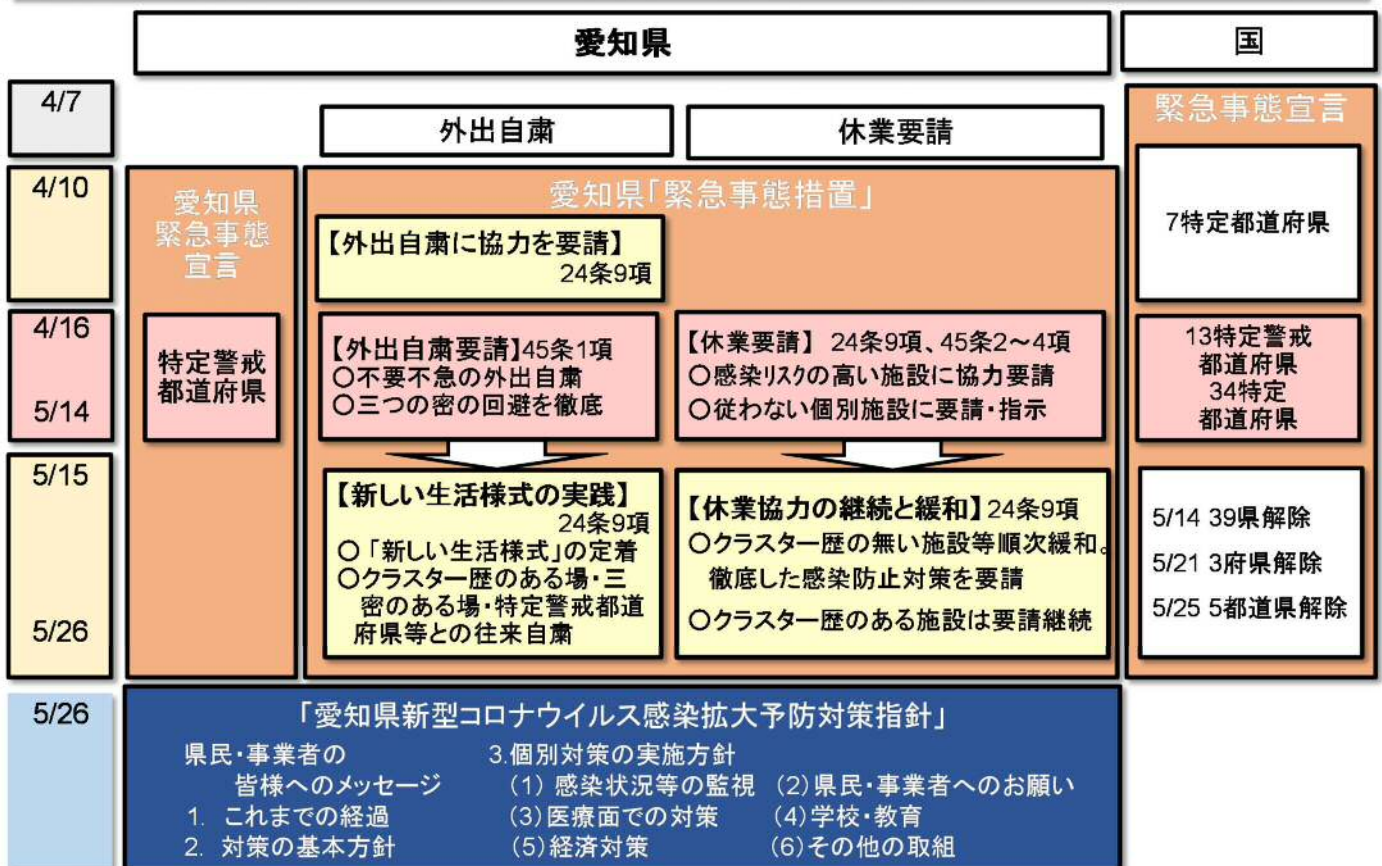 愛知県
国
4/7
外出自粛
休業要請
緊急事態宣言
4/10
愛知県
緊急事態
宣言
愛知県「緊急事態措置」
【外出自粛に協力を要請】
24条9項
7特定都道府県
4/16
5/14
特定警戒
都道府県
【外出自粛要請】45条1項
○不要不急の外出自粛
○三つの密の回避を徹底
【休業要請】 24条9項、45条2~4項
○感染リスクの高い施設に協力要請
○従わない個別施設に要請・指示
13特定警戒
都道府県
34特定
都道府県
5/15
5/26
【新しい生活様式の実践】
24条9項
○「新しい生活様式」の定着
○クラスター歴のある場・三
密のある場・特定警戒都道
府県等との往来自粛
【休業協力の継続と緩和】24条9項
○クラスター歴の無い施設等順次緩和。
徹底した感染防止対策を要請
○クラスター歴のある施設は要請継続
5/14 39県解除
5/21 3府県解除
5/25 5都道県解除
5/26
「愛知県新型コロナウイルス感染拡大予防対策指針」
県民・事業者の
皆様へのメッセージ
1. これまでの経過
2. 対策の基本方針
3.個別対策の実施方針
(1) 感染状況等の監視 (2)県民・事業者へのお願い
(3)医療面での対策 (4)学校・教育
(5)経済対策 (6)その他の取組